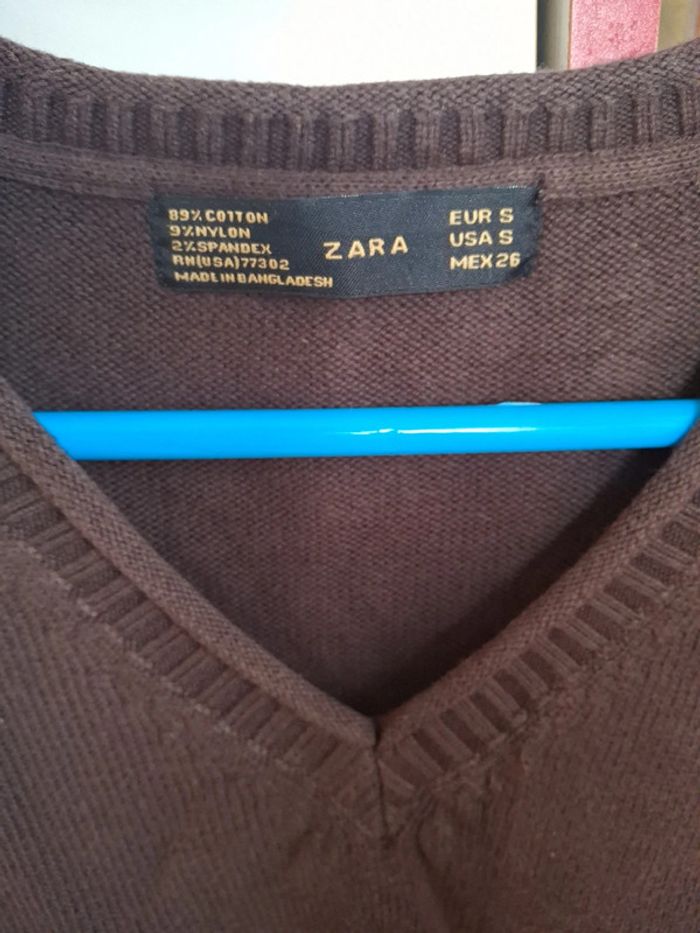 89% COTTON
9% NYLON
2% SPANDEX
RN(USA)77302
MADE IN BANGLADESH
ZARA
EUR S
USA S
MEX 26